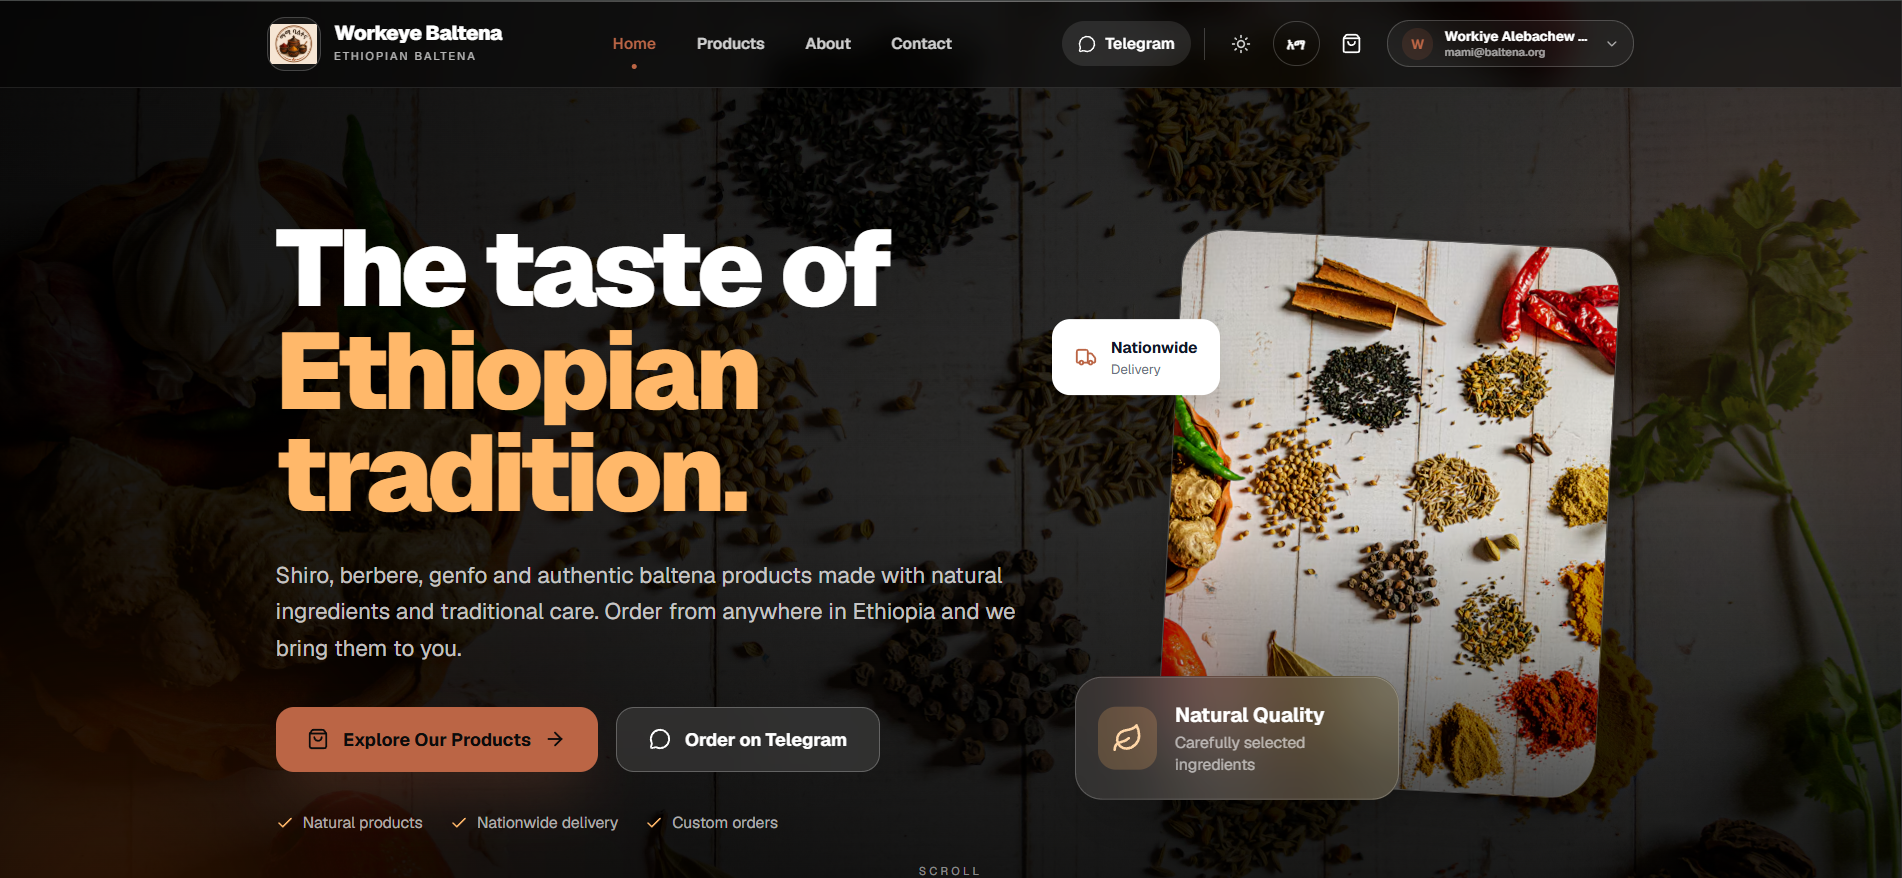 Workeye Baltena
ETHIOPIAN BALTENA
Home
Products
About
Contact
Telegram
አማ
W
Workiye Alebachew ...
mami@baltena.org
The taste of
Ethiopian
tradition.
Shiro, berbere, genfo and authentic baltena products made with natural
ingredients and traditional care. Order from anywhere in Ethiopia and we
bring them to you.
Explore Our Products
Order on Telegram
Natural products
Nationwide delivery
Custom orders
Nationwide
Delivery
Natural Quality
Carefully selected
ingredients
SCROLL